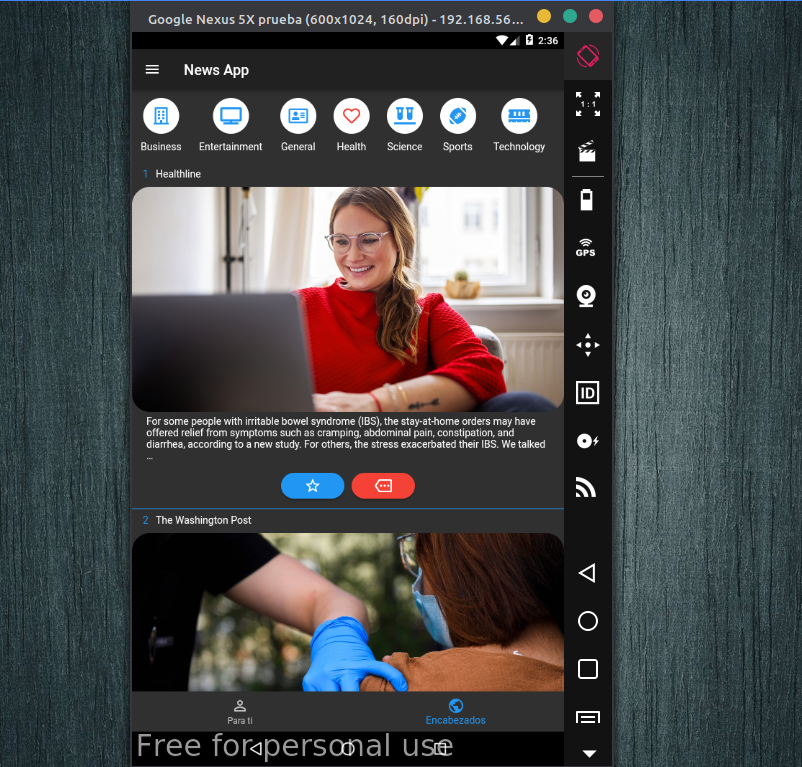 Google Nexus 5X prueba (600x1024, 160dpi) - 192.168.56...
2:36
News App
1 : 1
Business Entertainment General Health Science Sports Technology
1 Healthline
GPS
ID
For some people with irritable bowel syndrome (IBS), the stay-at-home orders may have
offered relief from symptoms such as cramping, abdominal pain, constipation, and
diarrhea, according to a new study. For others, the stress exacerbated their IBS. We talked
...
2 The Washington Post
Para ti Encabezados
Free for personal use